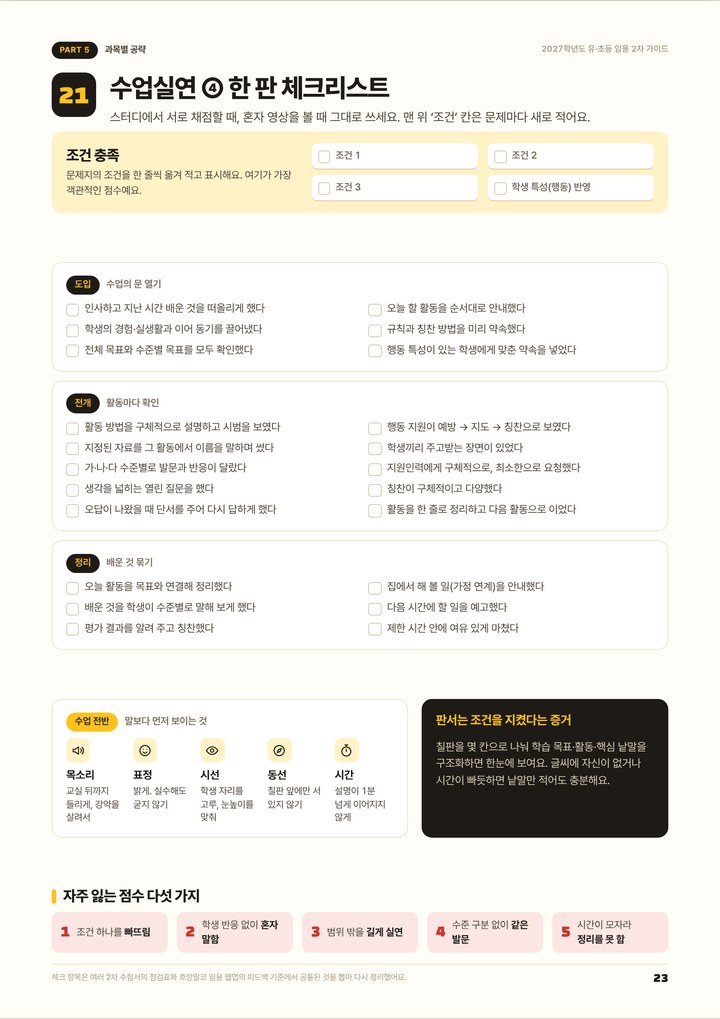 PART 5 과목별 공략
2027학년도 유·초등 임용 2차 가이드
21
수업실연 ④ 한 판 체크리스트
스터디에서 서로 채점할 때, 혼자 영상을 볼 때 그대로 쓰세요. 맨 위 ‘조건’ 칸은 문제마다 새로 적어요.
조건 충족
문제지의 조건을 한 줄씩 옮겨 적고 표시해요. 여기가 가장
객관적인 점수예요.
조건 1
조건 2
조건 3
학생 특성(행동) 반영
도입 수업의 문 열기
인사하고 지난 시간 배운 것을 떠올리게 했다
학생의 경험·실생활과 이어 동기를 끌어냈다
전체 목표와 수준별 목표를 모두 확인했다
오늘 할 활동을 순서대로 안내했다
규칙과 칭찬 방법을 미리 약속했다
행동 특성이 있는 학생에게 맞춘 약속을 넣었다
전개 활동마다 확인
활동 방법을 구체적으로 설명하고 시범을 보였다
지정된 자료를 그 활동에서 이름을 말하며 썼다
가·나·다 수준별로 발문과 반응이 달랐다
생각을 넓히는 열린 질문을 했다
오답이 나왔을 때 단서를 주어 다시 답하게 했다
행동 지원이 예방 → 지도 → 칭찬으로 보였다
학생끼리 주고받는 장면이 있었다
지원인력에게 구체적으로, 최소한으로 요청했다
칭찬이 구체적이고 다양했다
활동을 한 줄로 정리하고 다음 활동으로 이었다
정리 배운 것 묶기
오늘 활동을 목표와 연결해 정리했다
배운 것을 학생이 수준별로 말해 보게 했다
평가 결과를 알려 주고 칭찬했다
집에서 해 볼 일(가정 연계)을 안내했다
다음 시간에 할 일을 예고했다
제한 시간 안에 여유 있게 마쳤다
수업 전반 말보다 먼저 보이는 것
목소리
교실 뒤까지
들리게, 강약을
살려서
표정
밝게. 실수해도
굳지 않기
시선
학생 자리를
고루, 눈높이를
맞춰
동선
칠판 앞에만 서
있지 않기
시간
설명이 1분
넘게 이어지지
않게
판서는 조건을 지켰다는 증거
칠판을 몇 칸으로 나눠 학습 목표·활동·핵심 낱말을
구조화하면 한눈에 보여요. 글씨에 자신이 없거나
시간이 빠듯하면 낱말만 적어도 충분해요.
자주 잃는 점수 다섯 가지
1 조건 하나를 빠뜨림
2 학생 반응 없이 혼자
말함
3 범위 밖을 길게 실연
4 수준 구분 없이 같은
발문
5 시간이 모자라
정리를 못 함
체크 항목은 여러 2차 수험서의 점검표와 호랑말코 임용 웹앱의 피드백 기준에서 공통된 것을 뽑아 다시 정리했어요.
23